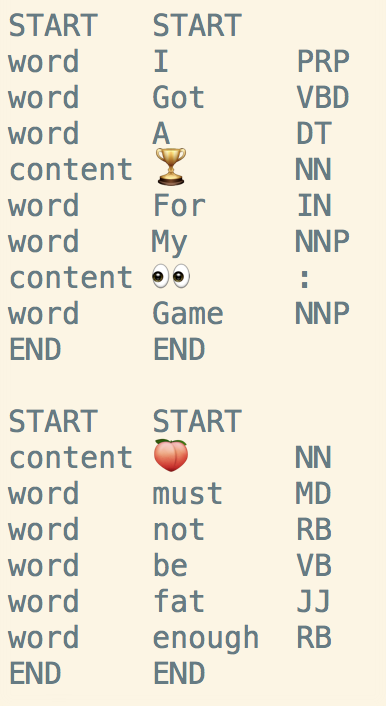 START START
word I PRP
word Got VBD
word A DT
content 🏆 NN
word For IN
word My NNP
content 👀 :
word Game NNP
END END

START START
content 🍑 NN
word must MD
word not RB
word be VB
word fat JJ
word enough RB
END END